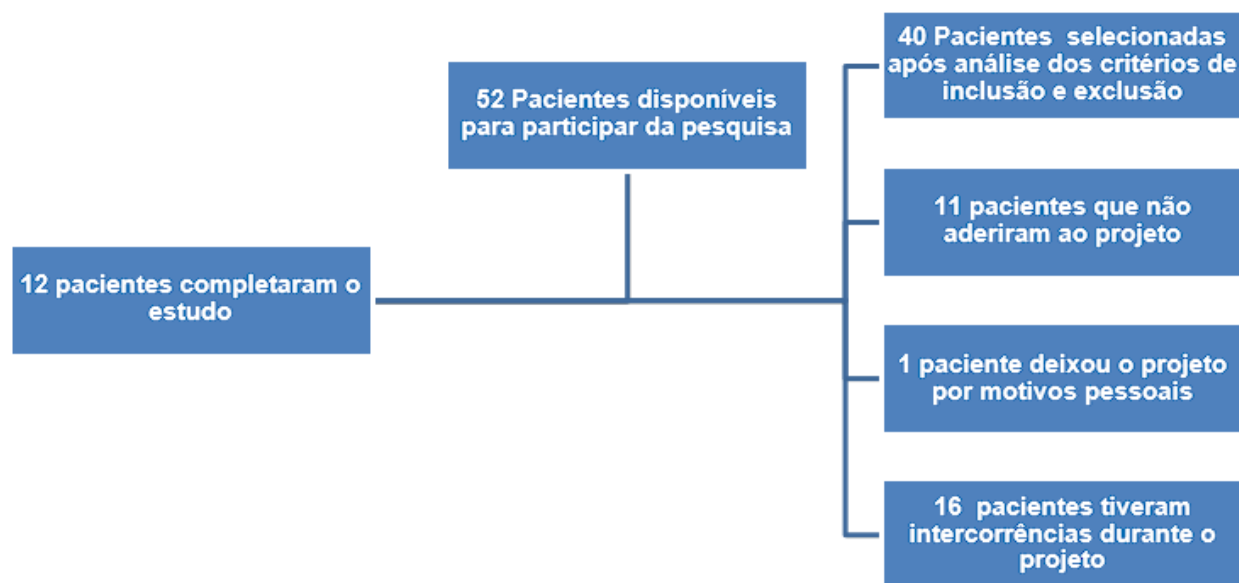 52 Pacientes disponíveis
para participar da pesquisa
40 Pacientes selecionadas
após análise dos critérios de
inclusão e exclusão
11 pacientes que não
aderiram ao projeto
12 pacientes completaram o
estudo
1 paciente deixou o projeto
por motivos pessoais
16 pacientes tiveram
intercorrências durante o
projeto